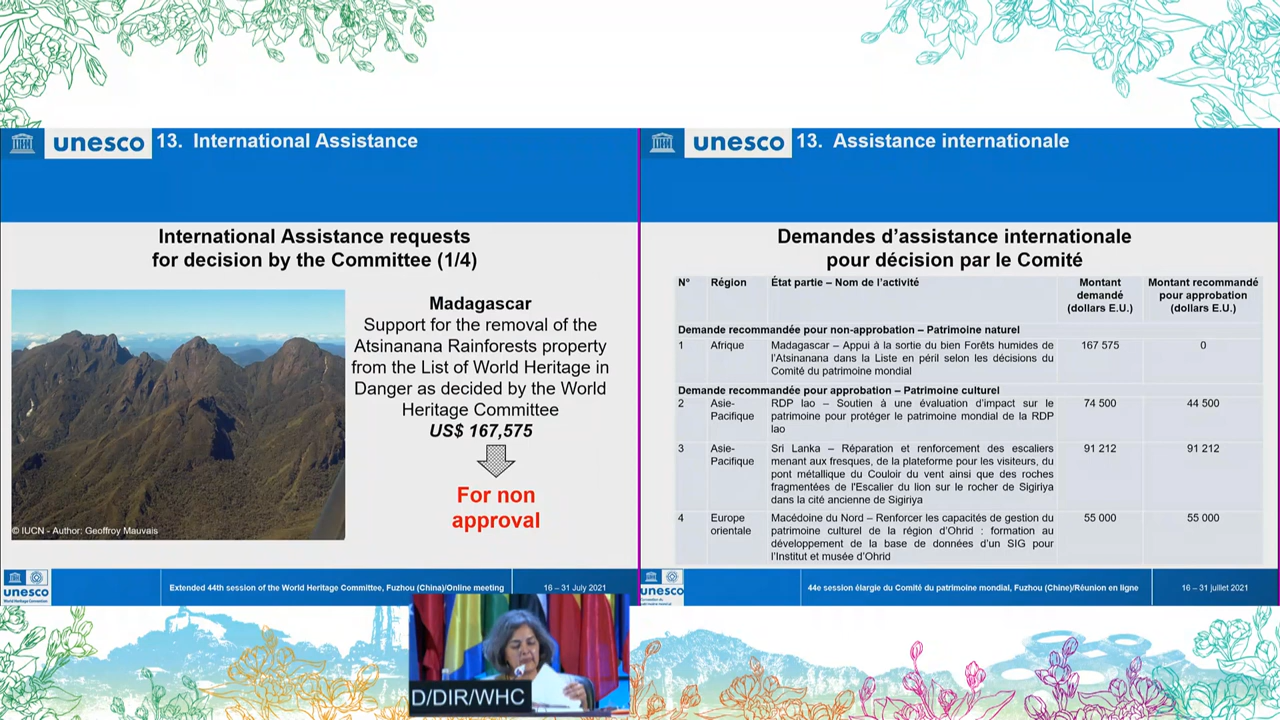 unesco
13. International Assistance
International Assistance requests
for decision by the Committee (1/4)
Madagascar
Support for the removal of the
Atsinanana Rainforests property
from the List of World Heritage in
Danger as decided by the World
Heritage Committee
US$ 167,575
For non
approval
© IUCN - Author: Geoffroy Mauvais
unesco
World Heritage Convention
Extended 44th session of the World Heritage Committee, Fuzhou (China)/Online meeting
16 – 31 July 2021
unesco
13. Assistance internationale
Demandes d’assistance internationale
pour décision par le Comité
N° Région État partie – Nom de l’activité Montant demandé (dollars E.U.) Montant recommandé pour approbation (dollars E.U.)
Demande recommandée pour non-approbation – Patrimoine naturel
1 Afrique Madagascar – Appui à la sortie du bien Forêts humides de 167 575 0
l’Atsinanana dans la Liste en péril selon les décisions du
Comité du patrimoine mondial
Demande recommandée pour approbation – Patrimoine culturel
2 Asie- RDP lao – Soutien à une évaluation d’impact sur le 74 500 44 500
Pacifique patrimoine pour protéger le patrimoine mondial de la RDP
lao
3 Asie- Sri Lanka – Réparation et renforcement des escaliers 91 212 91 212
Pacifique menant aux fresques, de la plateforme pour les visiteurs, du
pont métallique du Couloir du vent ainsi que des roches
fragmentées de l'Escalier du lion sur le rocher de Sigiriya
dans la cité ancienne de Sigiriya
4 Europe Macédoine du Nord – Renforcer les capacités de gestion du 55 000 55 000
orientale patrimoine culturel de la région d’Ohrid : formation au
développement de la base de données d’un SIG pour
l’Institut et musée d’Ohrid
unesco
44e session élargie du Comité du patrimoine mondial, Fuzhou (Chine)/Réunion en ligne
16 – 31 juillet 2021
D/DIR/WHC